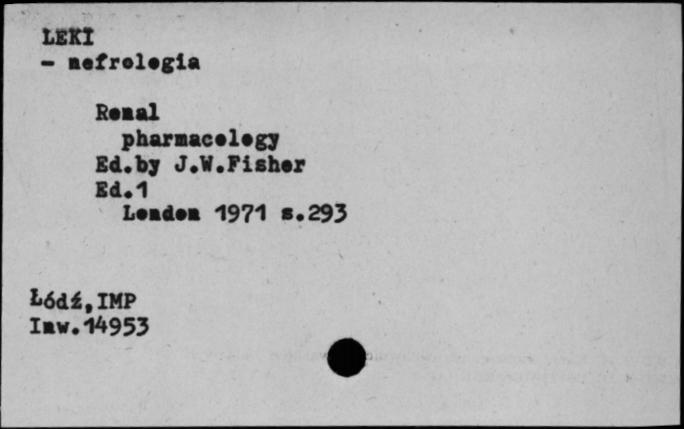 LEKI
- nefrologia
Renal
pharmacology
Ed.by J.W.Fisher
Ed.1
London 1971 s.293
Łódź,IMP
Inw.14953